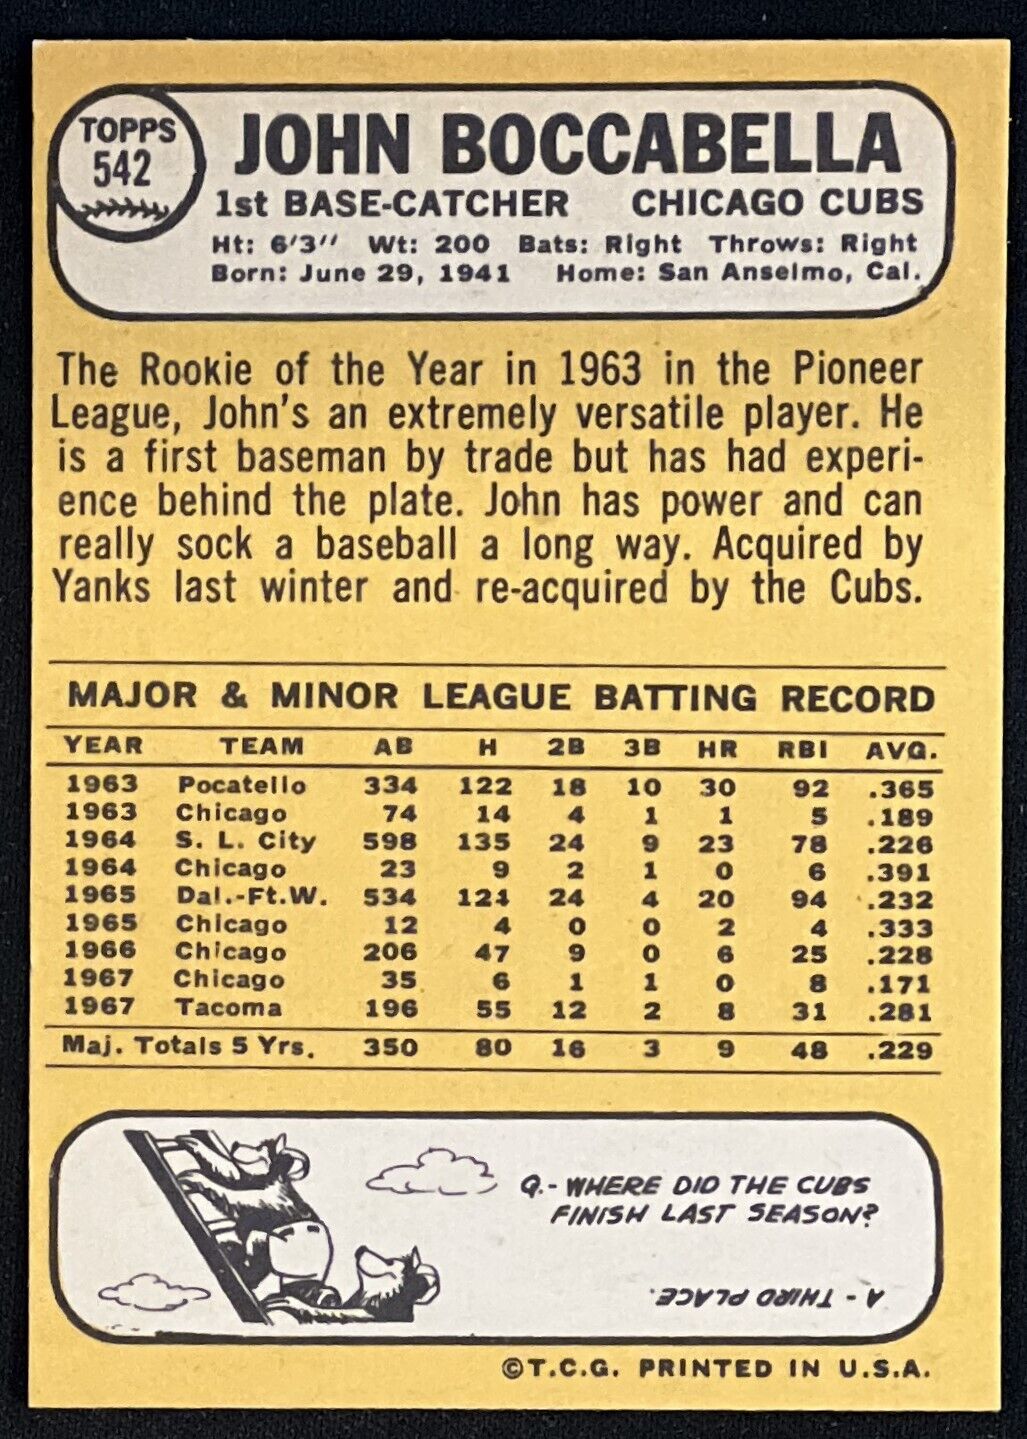 TOPPS
542
JOHN BOCCABELLA
1st BASE-CATCHER CHICAGO CUBS
Ht: 6'3" Wt: 200 Bats: Right Throws: Right
Born: June 29, 1941 Home: San Anselmo, Cal.
The Rookie of the Year in 1963 in the Pioneer
League, John's an extremely versatile player. He
is a first baseman by trade but has had experi-
ence behind the plate. John has power and can
really sock a baseball a long way. Acquired by
Yanks last winter and re-acquired by the Cubs.
MAJOR & MINOR LEAGUE BATTING RECORD
YEAR TEAM AB H 2B 3B HR RBI AVG.
1963 Pocatello 334 122 18 10 30 92 .365
1963 Chicago 74 14 4 1 1 5 .189
1964 S. L. City 598 135 24 9 23 78 .226
1964 Chicago 23 9 2 1 0 6 .391
1965 Dal.-Ft.W. 534 124 24 4 20 94 .232
1965 Chicago 12 4 0 0 2 4 .333
1966 Chicago 206 47 9 0 6 25 .228
1967 Chicago 35 6 1 1 0 8 .171
1967 Tacoma 196 55 12 2 8 31 .281
Maj. Totals 5 Yrs. 350 80 16 3 9 48 .229
Q.- WHERE DID THE CUBS
FINISH LAST SEASON?
A - THIRD PLACE.
©T.C.G. PRINTED IN U.S.A.